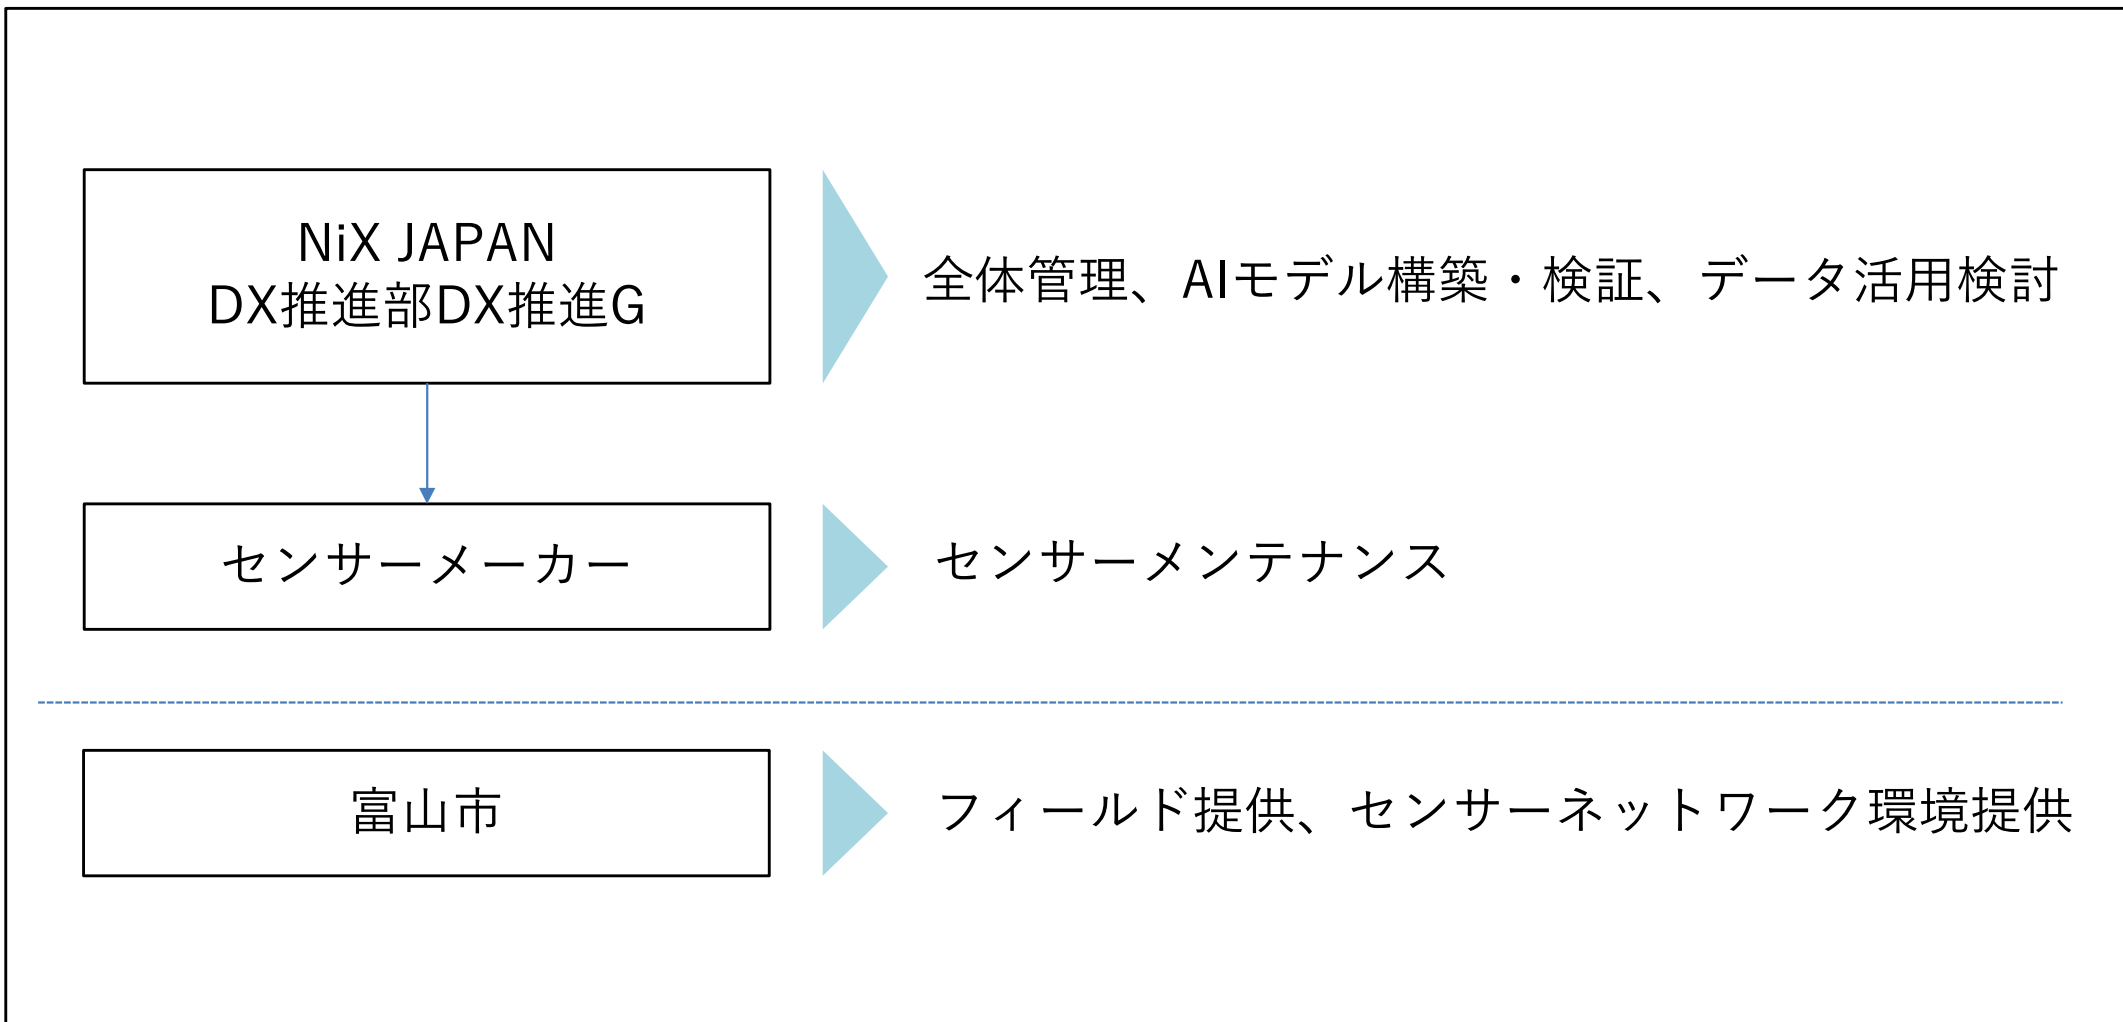 NiX JAPAN
DX推進部DX推進G
全体管理、AIモデル構築・検証、データ活用検討
センサーメーカー
センサーメンテナンス
富山市
フィールド提供、センサーネットワーク環境提供